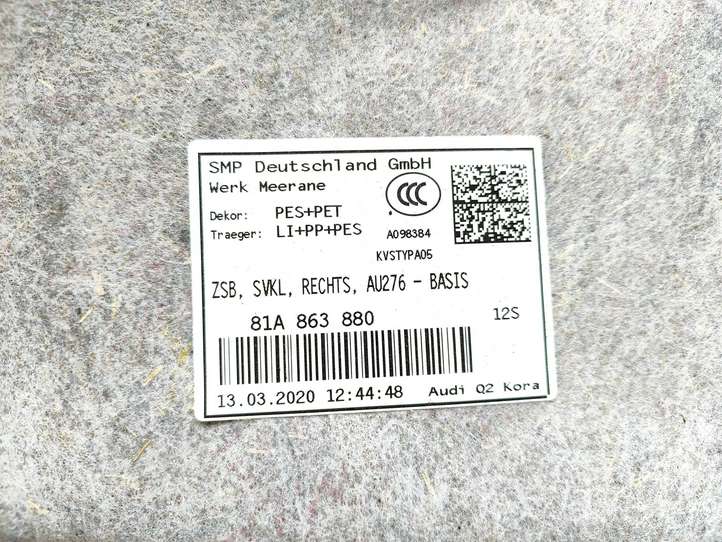 SMP Deutschland GmbH
Werk Meerane
Dekor: PES+PET
Traeger: LI+PP+PES
CCC
A098384
KVSTYPA05
ZSB, SVKL, RECHTS, AU276 - BASIS
81A 863 880
12S
13.03.2020 12:44:48
Audi Q2 Kora